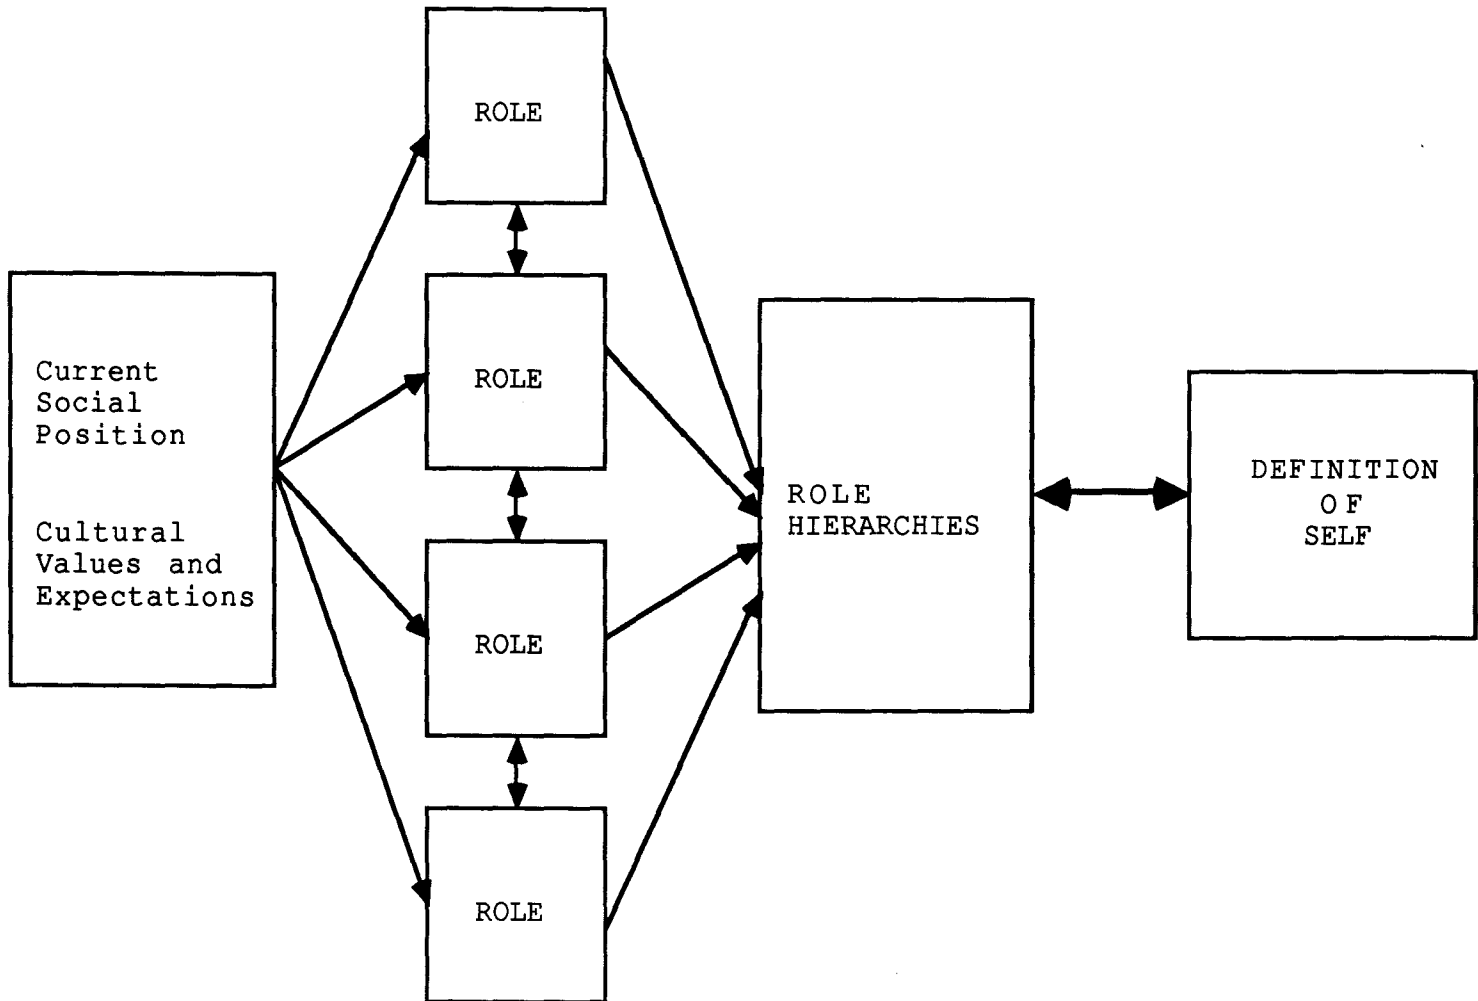 ROLE
Current
Social
Position
Cultural
Values and
Expectations
ROLE
ROLE
ROLE
ROLE
HIERARCHIES
DEFINITION
OF
SELF